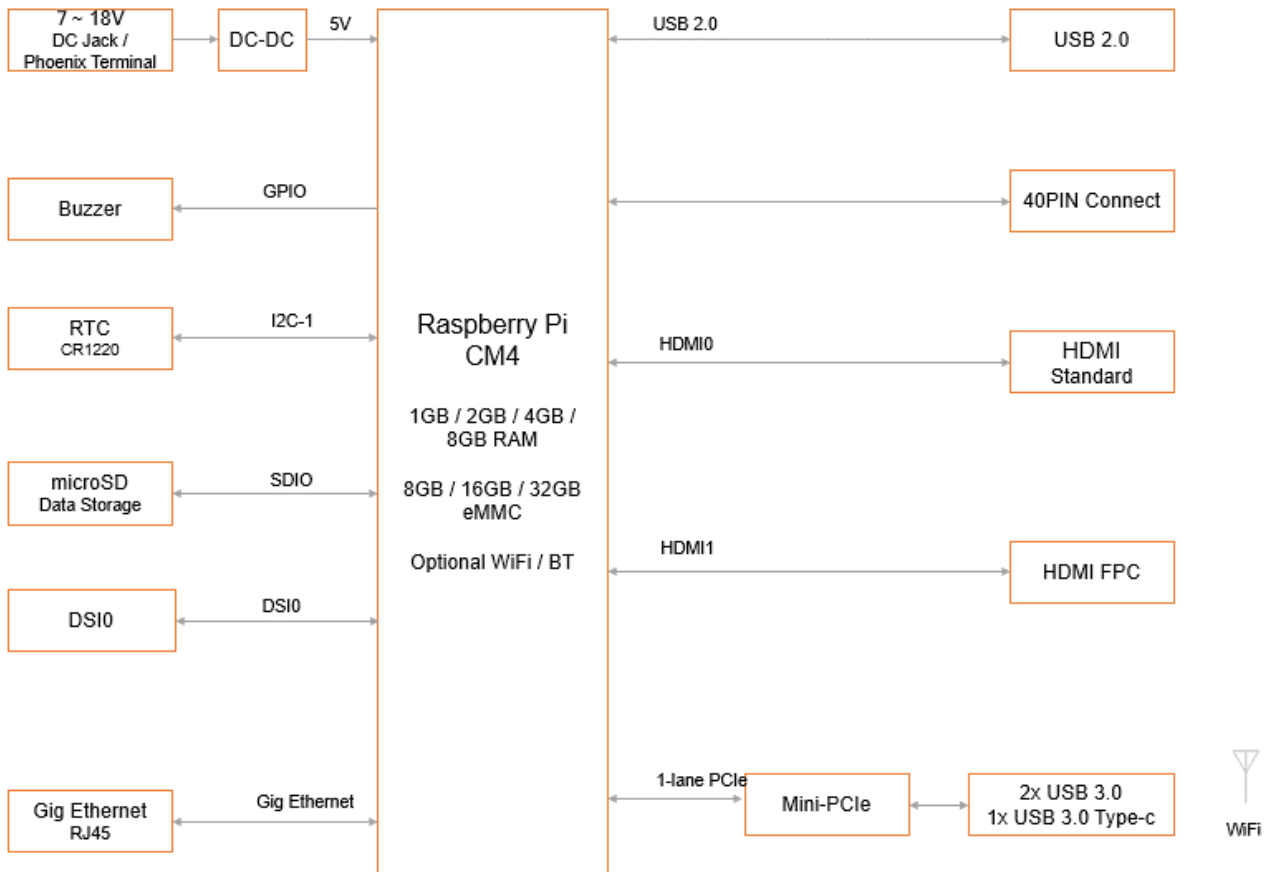 7 ~ 18V
DC Jack /
Phoenix Terminal
DC-DC
5V
USB 2.0
USB 2.0
Buzzer
GPIO
40PIN Connect
RTC
CR1220
I2C-1
Raspberry Pi
CM4
1GB / 2GB / 4GB /
8GB RAM
8GB / 16GB / 32GB
eMMC
Optional WiFi / BT
HDMI0
HDMI
Standard
microSD
Data Storage
SDIO
HDMI1
HDMI FPC
DSI0
DSI0
Gig Ethernet
RJ45
Gig Ethernet
1-lane PCIe
Mini-PCIe
2x USB 3.0
1x USB 3.0 Type-c
WiFi